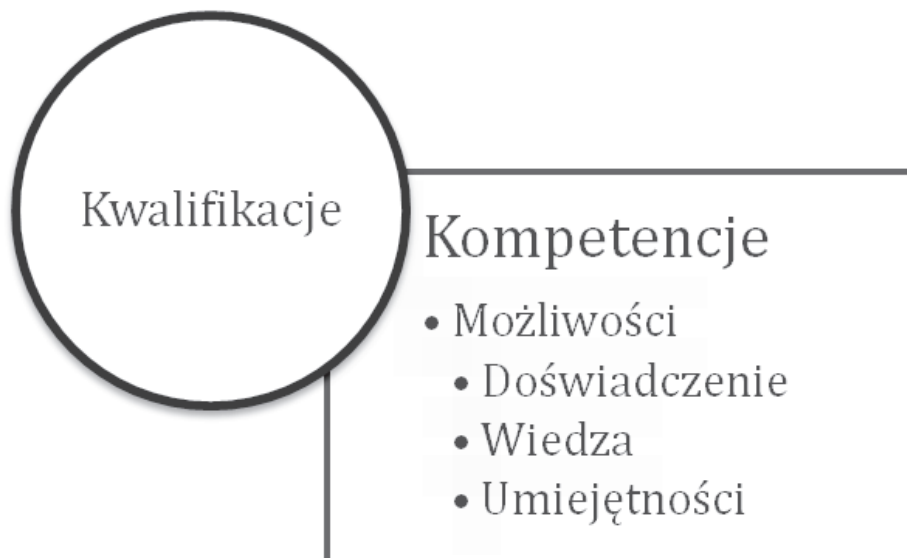 Kwalifikacje
Kompetencje
• Możliwości
• Doświadczenie
• Wiedza
• Umiejętności